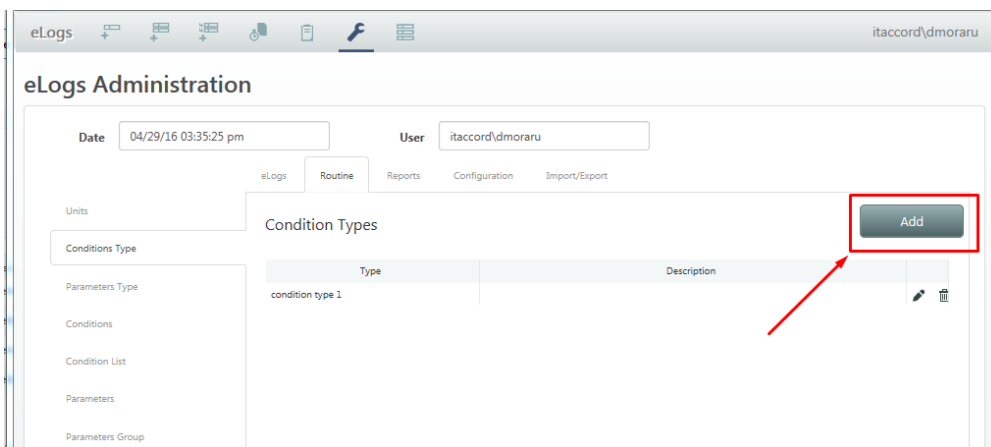 eLogs
itaccord\dmoraru
eLogs Administration
Date 04/29/16 03:35:25 pm User itaccord\dmoraru
eLogs Routine Reports Configuration Import/Export
Units
Conditions Type
Parameters Type
Conditions
Condition List
Parameters
Parameters Group
Condition Types
Add
Type Description
condition type 1